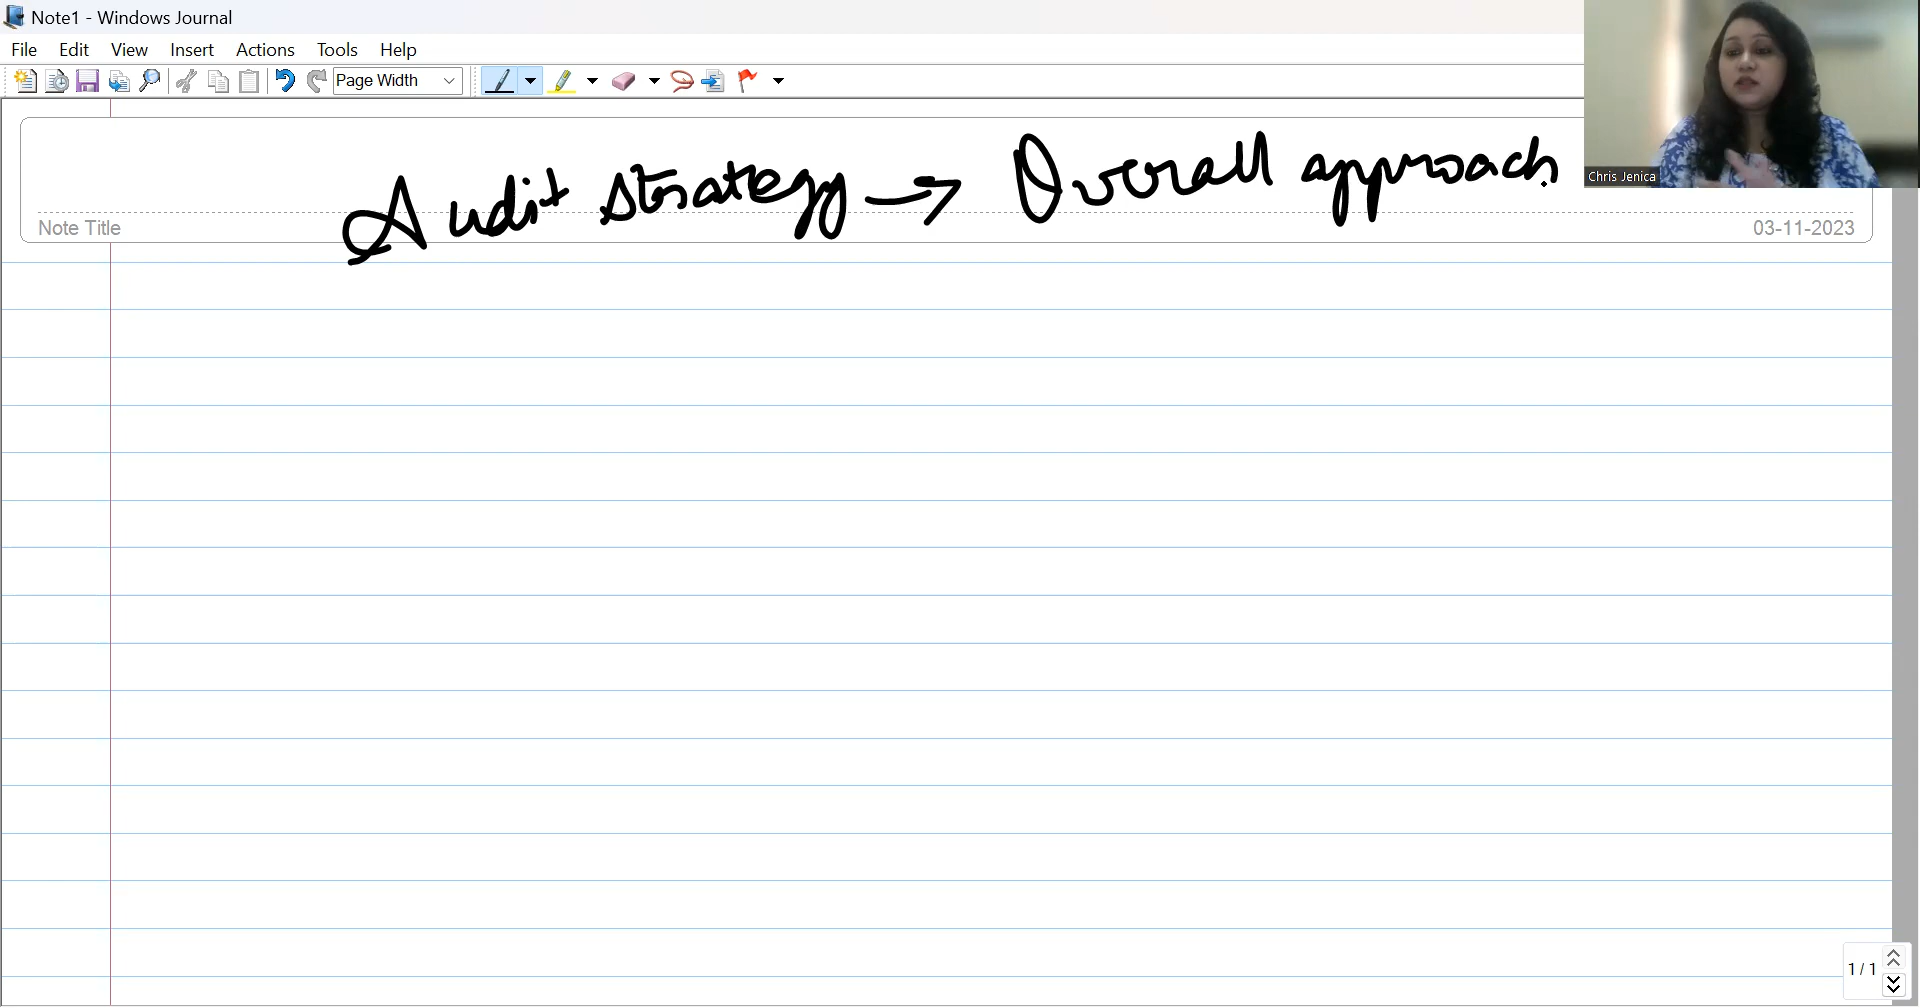 Note1 - Windows Journal
File Edit View Insert Actions Tools Help
Page Width
Chris Jenica
Audit strategy → Overall approach
Note Title
03-11-2023
1 / 1